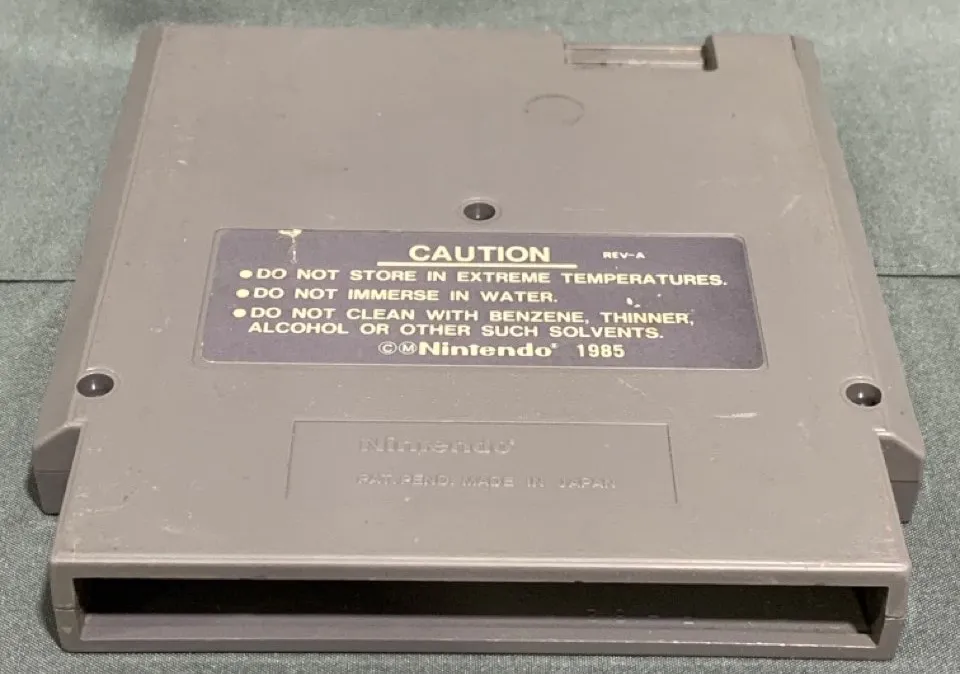 CAUTION REV-A
•DO NOT STORE IN EXTREME TEMPERATURES.
•DO NOT IMMERSE IN WATER.
•DO NOT CLEAN WITH BENZENE, THINNER,
ALCOHOL OR OTHER SUCH SOLVENTS.
©Ⓜ Nintendo® 1985
Nintendo®
PAT. PEND. MADE IN JAPAN